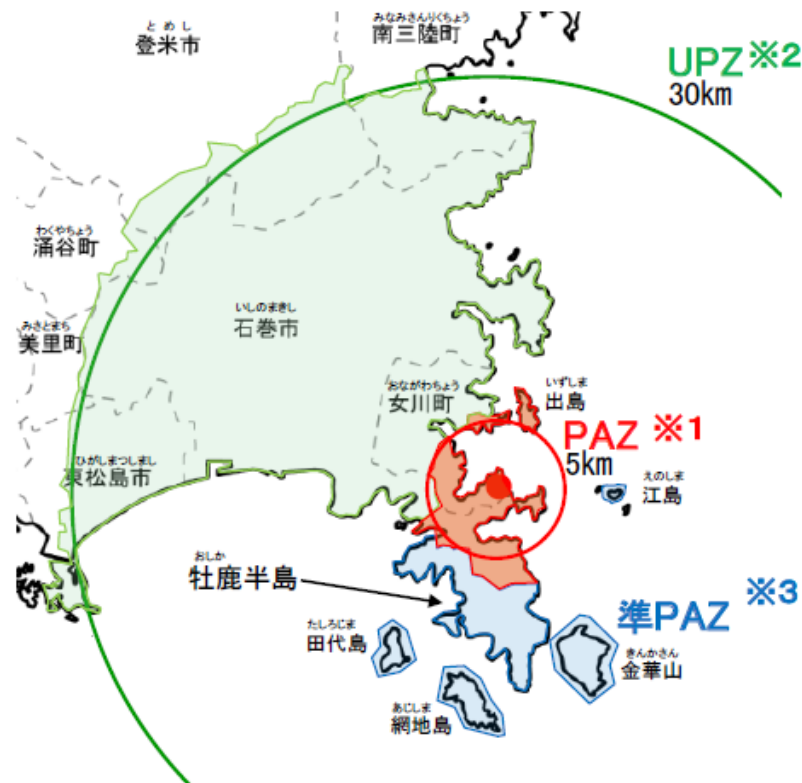 とめし
登米市
みなみさんりくちょう
南三陸町
UPZ※2
30km
わくやちょう
涌谷町
いしのまきし
石巻市
みさとまち
美里町
おながわちょう
女川町
いずしま
出島
PAZ ※1
5km
えのしま
江島
ひがしまつしまし
東松島市
おしか
牡鹿半島
準PAZ ※3
たしろじま
田代島
きんかさん
金華山
あじしま
網地島